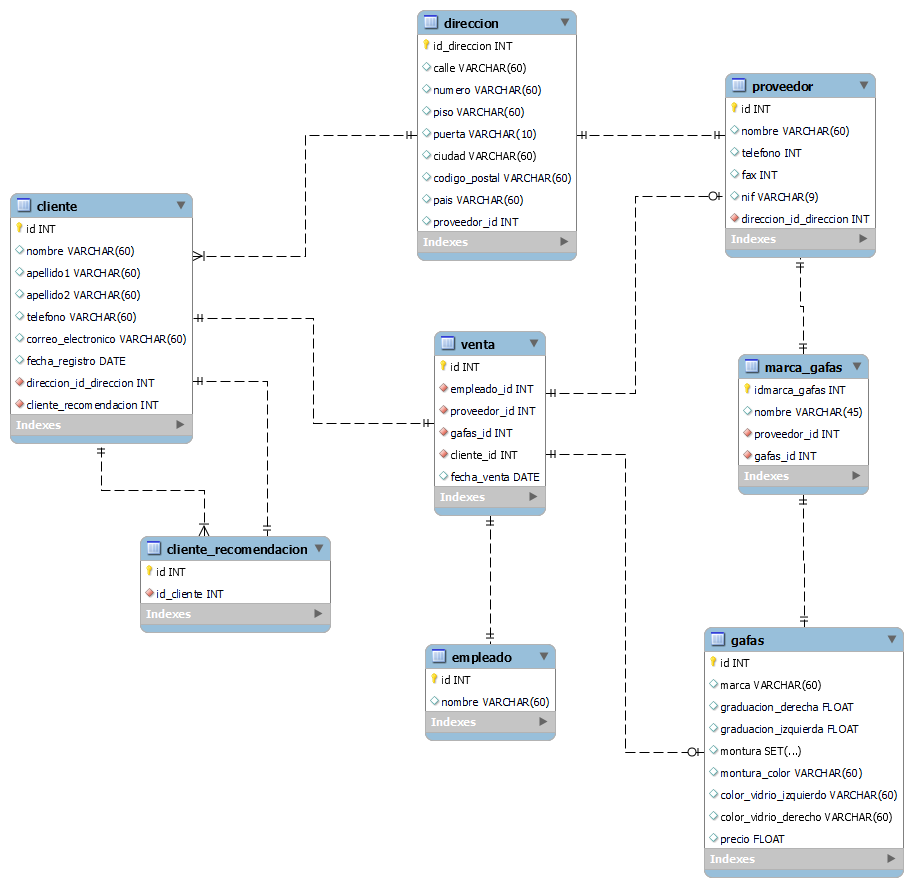 direccion
id_direccion INT
calle VARCHAR(60)
numero VARCHAR(60)
piso VARCHAR(60)
puerta VARCHAR(10)
ciudad VARCHAR(60)
codigo_postal VARCHAR(60)
pais VARCHAR(60)
proveedor_id INT
Indexes
proveedor
id INT
nombre VARCHAR(60)
telefono INT
fax INT
nif VARCHAR(9)
direccion_id_direccion INT
Indexes
cliente
id INT
nombre VARCHAR(60)
apellido1 VARCHAR(60)
apellido2 VARCHAR(60)
telefono VARCHAR(60)
correo_electronico VARCHAR(60)
fecha_registro DATE
direccion_id_direccion INT
cliente_recomendacion INT
Indexes
venta
id INT
empleado_id INT
proveedor_id INT
gafas_id INT
cliente_id INT
fecha_venta DATE
Indexes
marca_gafas
idmarca_gafas INT
nombre VARCHAR(45)
proveedor_id INT
gafas_id INT
Indexes
cliente_recomendacion
id INT
id_cliente INT
Indexes
empleado
id INT
nombre VARCHAR(60)
Indexes
gafas
id INT
marca VARCHAR(60)
graduacion_derecha FLOAT
graduacion_izquierda FLOAT
montura SET(...)
montura_color VARCHAR(60)
color_vidrio_izquierdo VARCHAR(60)
color_vidrio_derecho VARCHAR(60)
precio FLOAT
Indexes